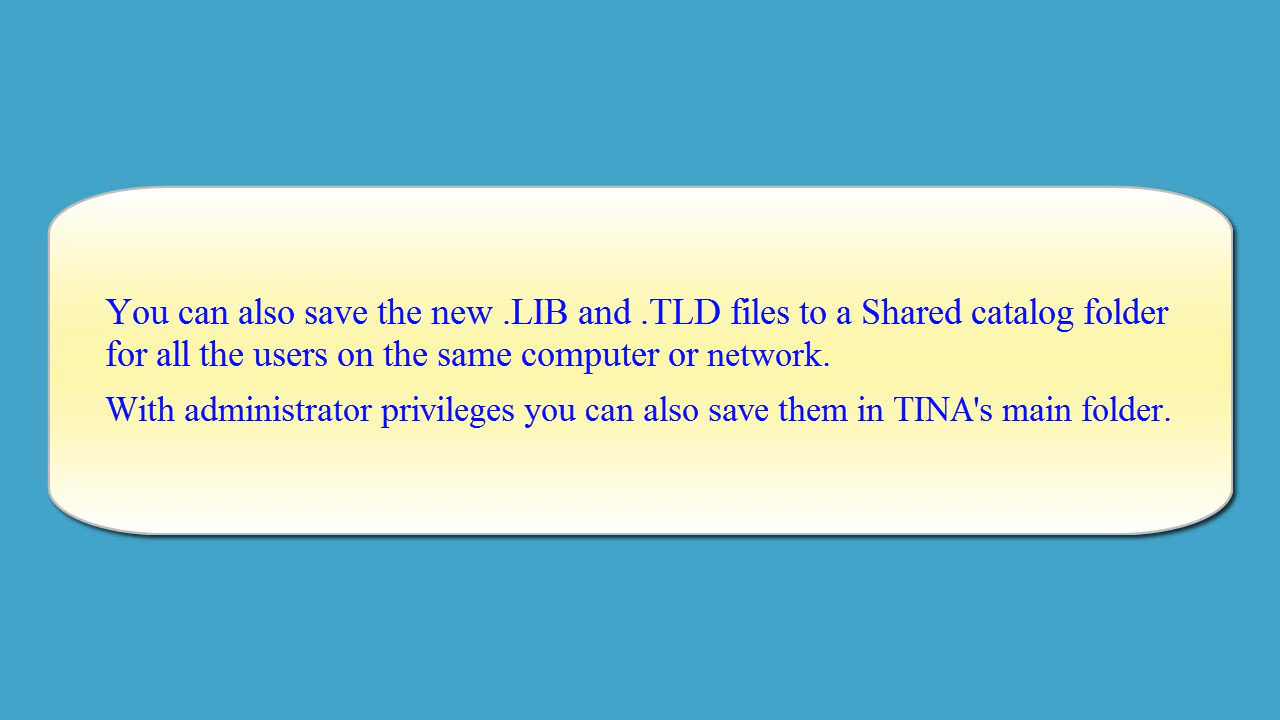 You can also save the new .LIB and .TLD files to a Shared catalog folder
for all the users on the same computer or network.
With administrator privileges you can also save them in TINA's main folder.